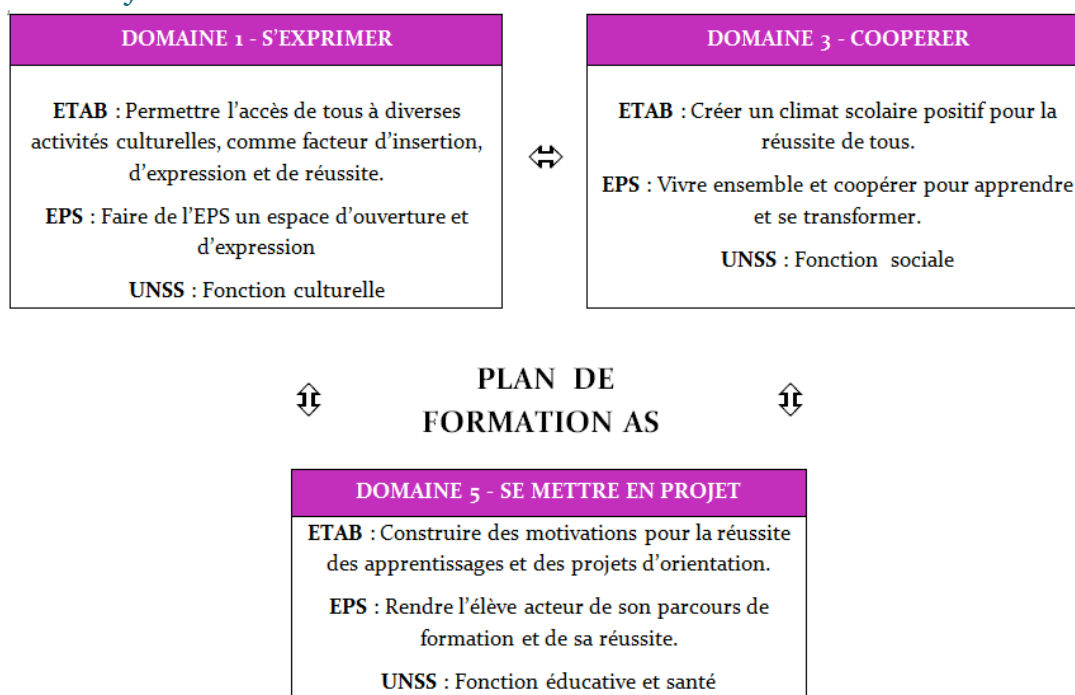 DOMAINE 1 - S’EXPRIMER
ETAB : Permettre l’accès de tous à diverses
activités culturelles, comme facteur d’insertion,
d’expression et de réussite.
EPS : Faire de l’EPS un espace d’ouverture et
d’expression
UNSS : Fonction culturelle
DOMAINE 3 - COOPERER
ETAB : Créer un climat scolaire positif pour la
réussite de tous.
EPS : Vivre ensemble et coopérer pour apprendre
et se transformer.
UNSS : Fonction sociale
PLAN DE
FORMATION AS
DOMAINE 5 - SE METTRE EN PROJET
ETAB : Construire des motivations pour la réussite
des apprentissages et des projets d’orientation.
EPS : Rendre l’élève acteur de son parcours de
formation et de sa réussite.
UNSS : Fonction éducative et santé